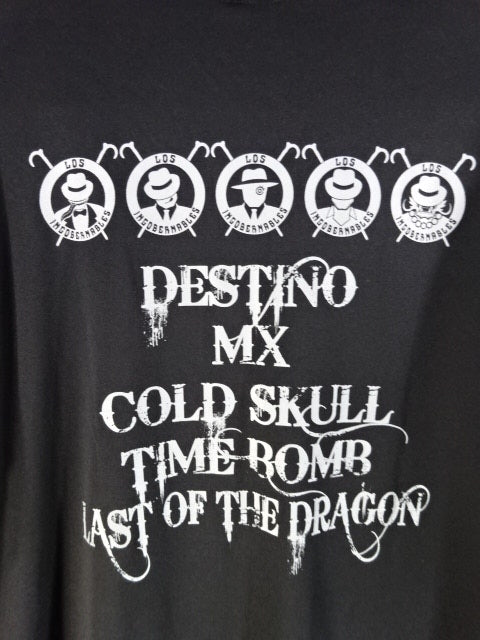 LOS INGOBERNABLES
LOS INGOBERNABLES
LOS INGOBERNABLES
LOS INGOBERNABLES
LOS INGOBERNABLES
DESTINO
MX
COLD SKULL
TIME BOMB
LAST OF THE DRAGON